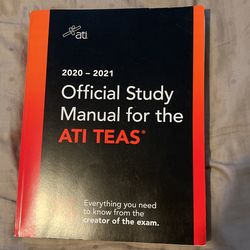 ati
2020 – 2021
Official Study
Manual for the
ATI TEAS®
Everything you need
to know from the
creator of the exam.